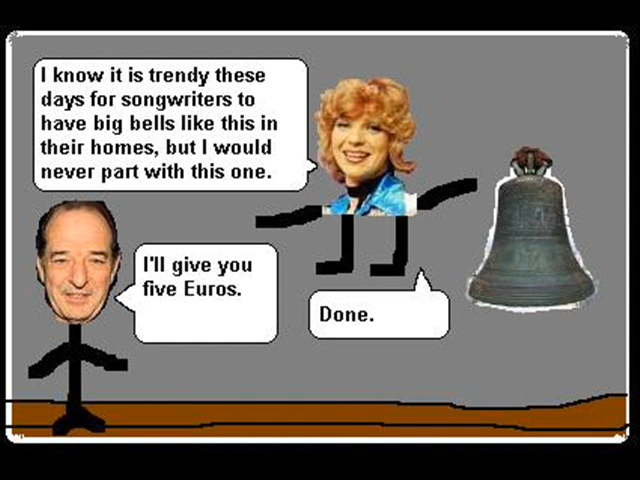 I know it is trendy these
days for songwriters to
have big bells like this in
their homes, but I would
never part with this one.
I'll give you
five Euros.
Done.